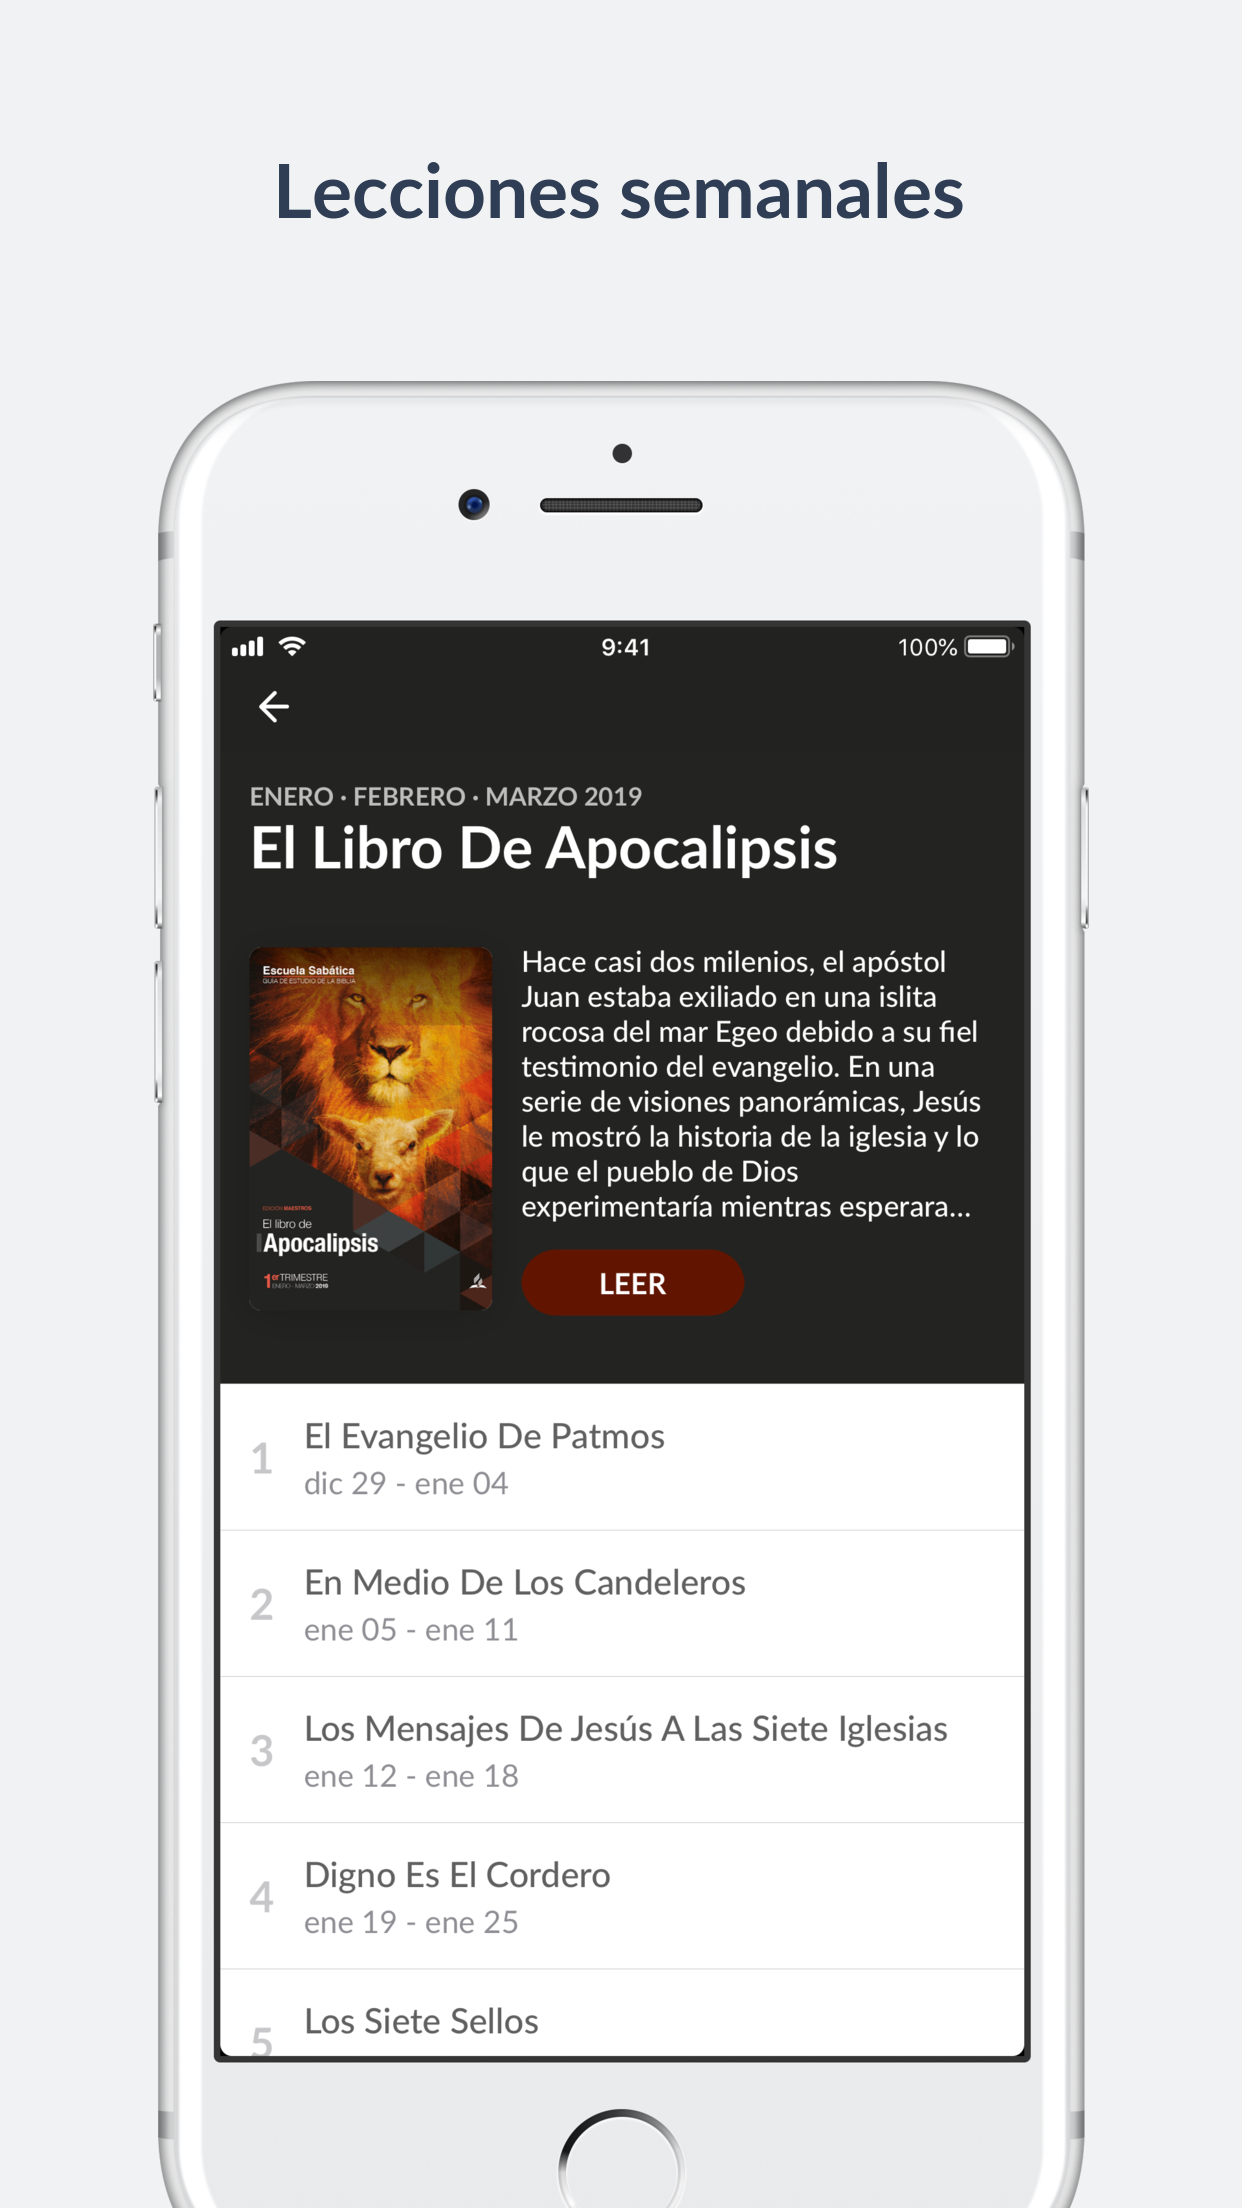 Lecciones semanales
9:41
100%
ENERO · FEBRERO · MARZO 2019
El Libro De Apocalipsis
Escuela Sabática
GUÍA DE ESTUDIO DE LA BIBLIA
EDICIÓN MAESTROS
El libro de
Apocalipsis
1er TRIMESTRE
ENERO - MARZO 2019
Hace casi dos milenios, el apóstol
Juan estaba exiliado en una islita
rocosa del mar Egeo debido a su fiel
testimonio del evangelio. En una
serie de visiones panorámicas, Jesús
le mostró la historia de la iglesia y lo
que el pueblo de Dios
experimentaría mientras esperara...
LEER
1
El Evangelio De Patmos
dic 29 - ene 04
2
En Medio De Los Candeleros
ene 05 - ene 11
3
Los Mensajes De Jesús A Las Siete Iglesias
ene 12 - ene 18
4
Digno Es El Cordero
ene 19 - ene 25
5
Los Siete Sellos